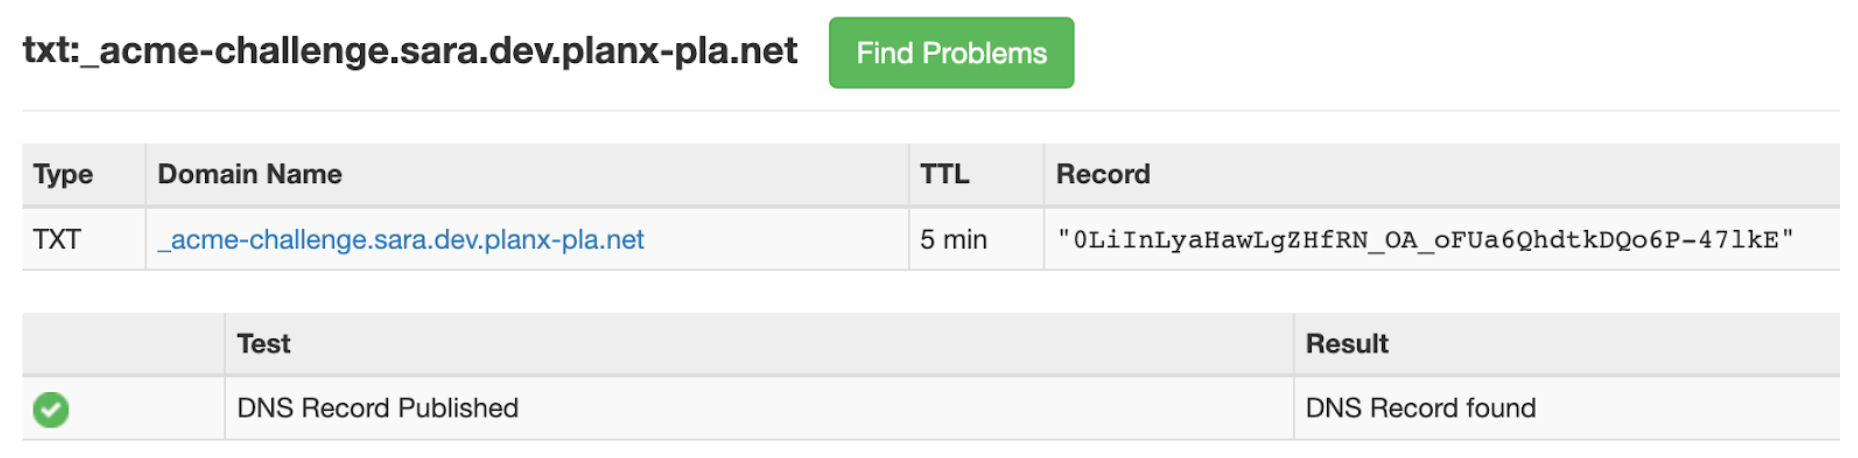 txt:_acme-challenge.sara.dev.planx-pla.net Find Problems
Type Domain Name TTL Record
TXT _acme-challenge.sara.dev.planx-pla.net 5 min "0LiInLyaHawLgZHfRN_OA_oFUa6QhdtkDQo6P-47lkE"
Test Result
DNS Record Published DNS Record found